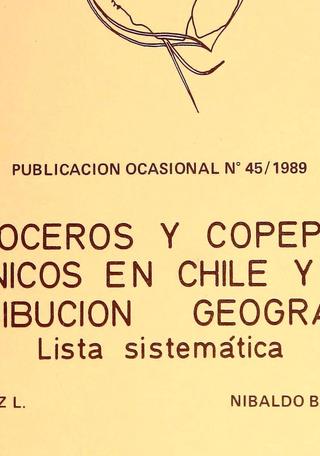 PUBLICACION OCASIONAL N° 45/1989
OCEROS Y COPEP
NICOS EN CHILE Y
IBUCION GEOGRA
Lista sistemática
Z L.
NIBALDO B